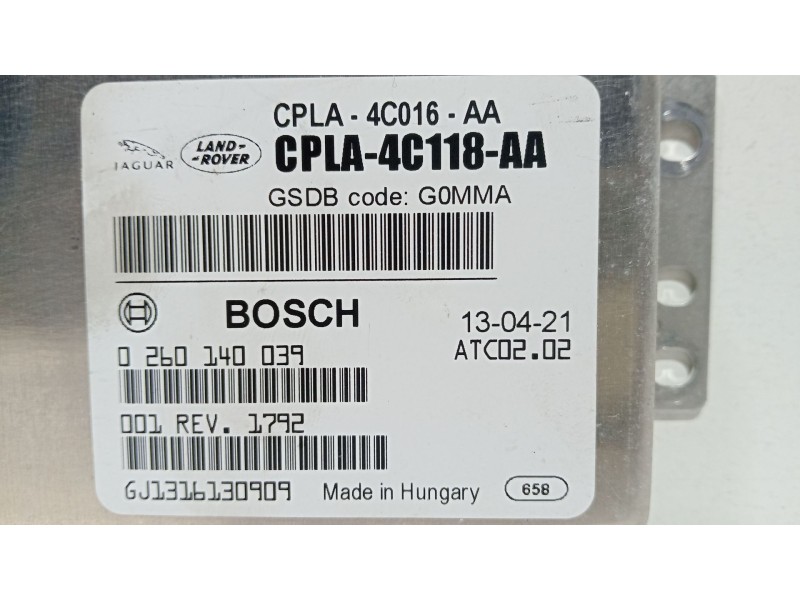 CPLA - 4C016 - AA
JAGUAR
LAND-
-ROVER
CPLA-4C118-AA
GSDB code: G0MMA
BOSCH
13-04-21
0 260 140 039
ATC02.02
001 REV. 1792
GJ1316130909
Made in Hungary
658